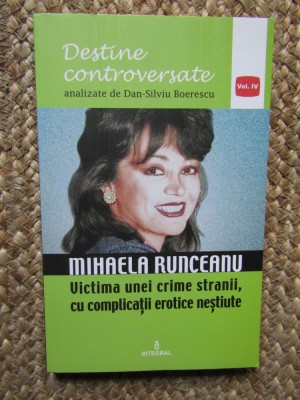 Destine
controversate
analizate de Dan-Silviu Boerescu
Vol. IV
MIHAELA RUNCEANU
Victima unei crime stranii,
cu complicații erotice neștiute
INTEGRAL